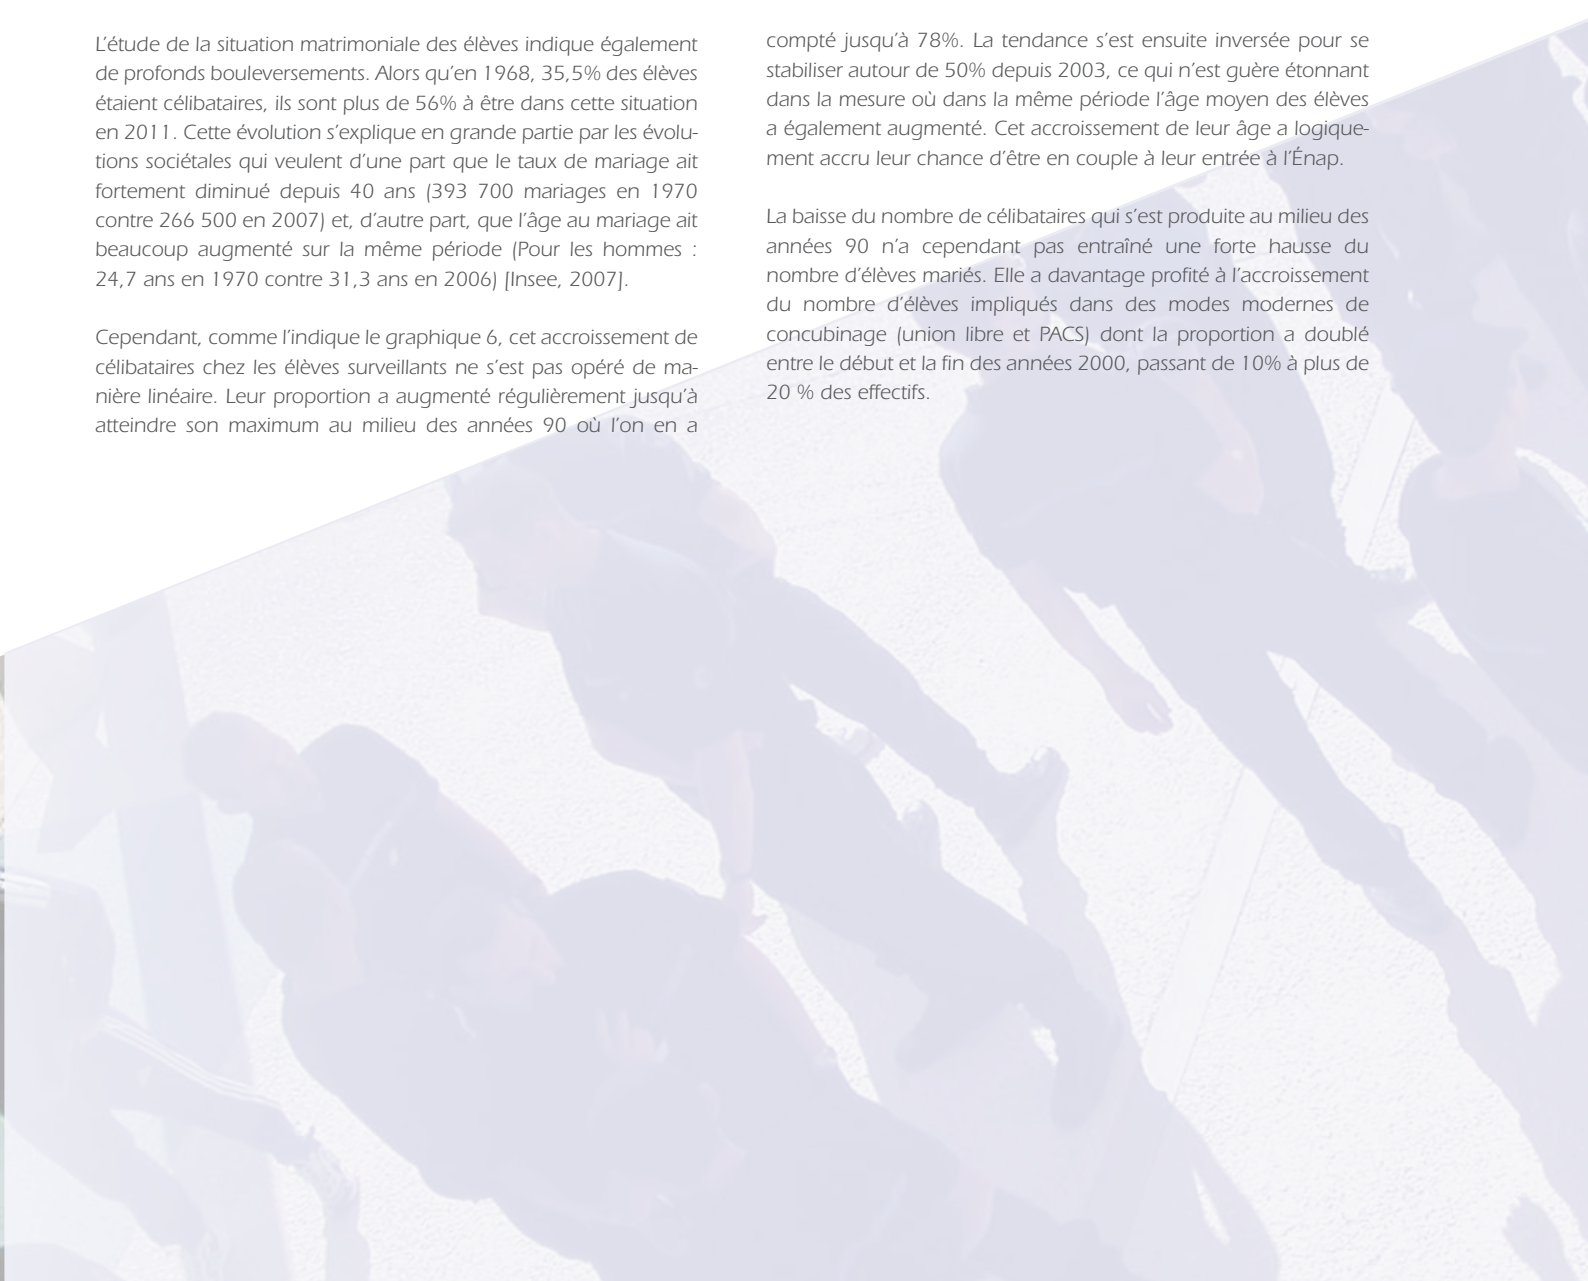 L’étude de la situation matrimoniale des élèves indique également
de profonds bouleversements. Alors qu’en 1968, 35,5% des élèves
étaient célibataires, ils sont plus de 56% à être dans cette situation
en 2011. Cette évolution s’explique en grande partie par les évolu-
tions sociétales qui veulent d’une part que le taux de mariage ait
fortement diminué depuis 40 ans (393 700 mariages en 1970
contre 266 500 en 2007) et, d’autre part, que l’âge au mariage ait
beaucoup augmenté sur la même période (Pour les hommes :
24,7 ans en 1970 contre 31,3 ans en 2006) [Insee, 2007].
Cependant, comme l’indique le graphique 6, cet accroissement de
célibataires chez les élèves surveillants ne s’est pas opéré de ma-
nière linéaire. Leur proportion a augmenté régulièrement jusqu’à
atteindre son maximum au milieu des années 90 où l’on en a
compté jusqu’à 78%. La tendance s’est ensuite inversée pour se
stabiliser autour de 50% depuis 2003, ce qui n’est guère étonnant
dans la mesure où dans la même période l’âge moyen des élèves
a également augmenté. Cet accroissement de leur âge a logique-
ment accru leur chance d’être en couple à leur entrée à l’Énap.
La baisse du nombre de célibataires qui s’est produite au milieu des
années 90 n’a cependant pas entraîné une forte hausse du
nombre d’élèves mariés. Elle a davantage profité à l’accroissement
du nombre d’élèves impliqués dans des modes modernes de
concubinage (union libre et PACS) dont la proportion a doublé
entre le début et la fin des années 2000, passant de 10% à plus de
20 % des effectifs.